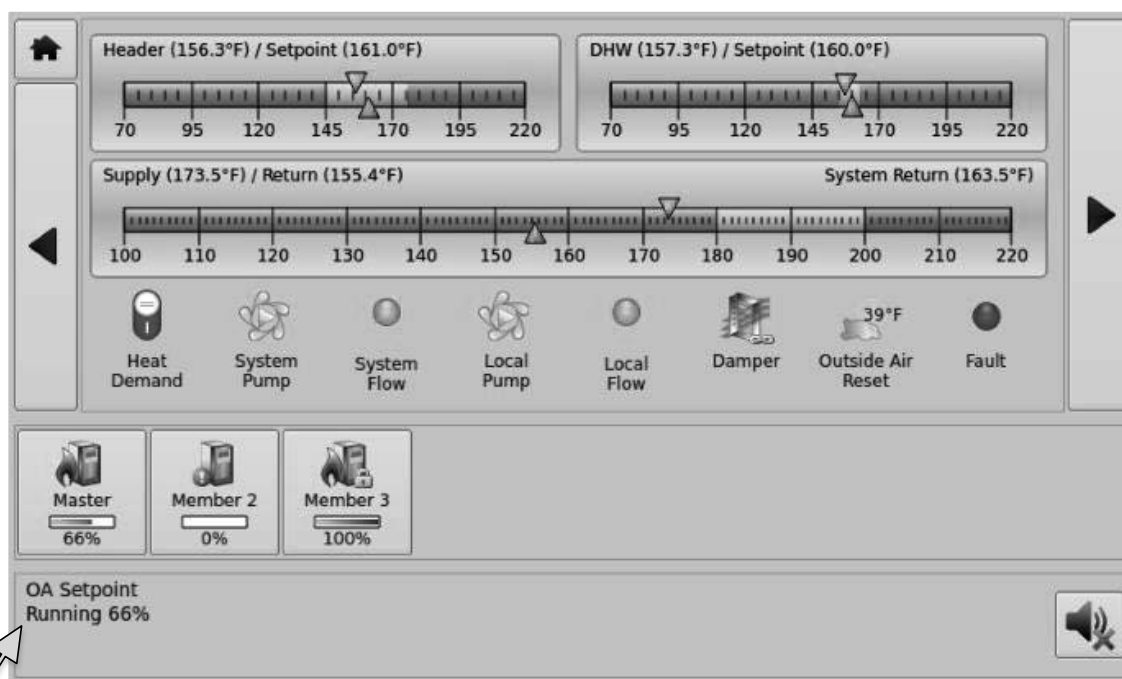 Header (156.3°F) / Setpoint (161.0°F)
70 95 120 145 170 195 220
DHW (157.3°F) / Setpoint (160.0°F)
70 95 120 145 170 195 220
Supply (173.5°F) / Return (155.4°F)
System Return (163.5°F)
100 110 120 130 140 150 160 170 180 190 200 210 220
Heat
Demand
System
Pump
System
Flow
Local
Pump
Local
Flow
Damper
39°F
Outside Air
Reset
Fault
Master
66%
Member 2
0%
Member 3
100%
OA Setpoint
Running 66%